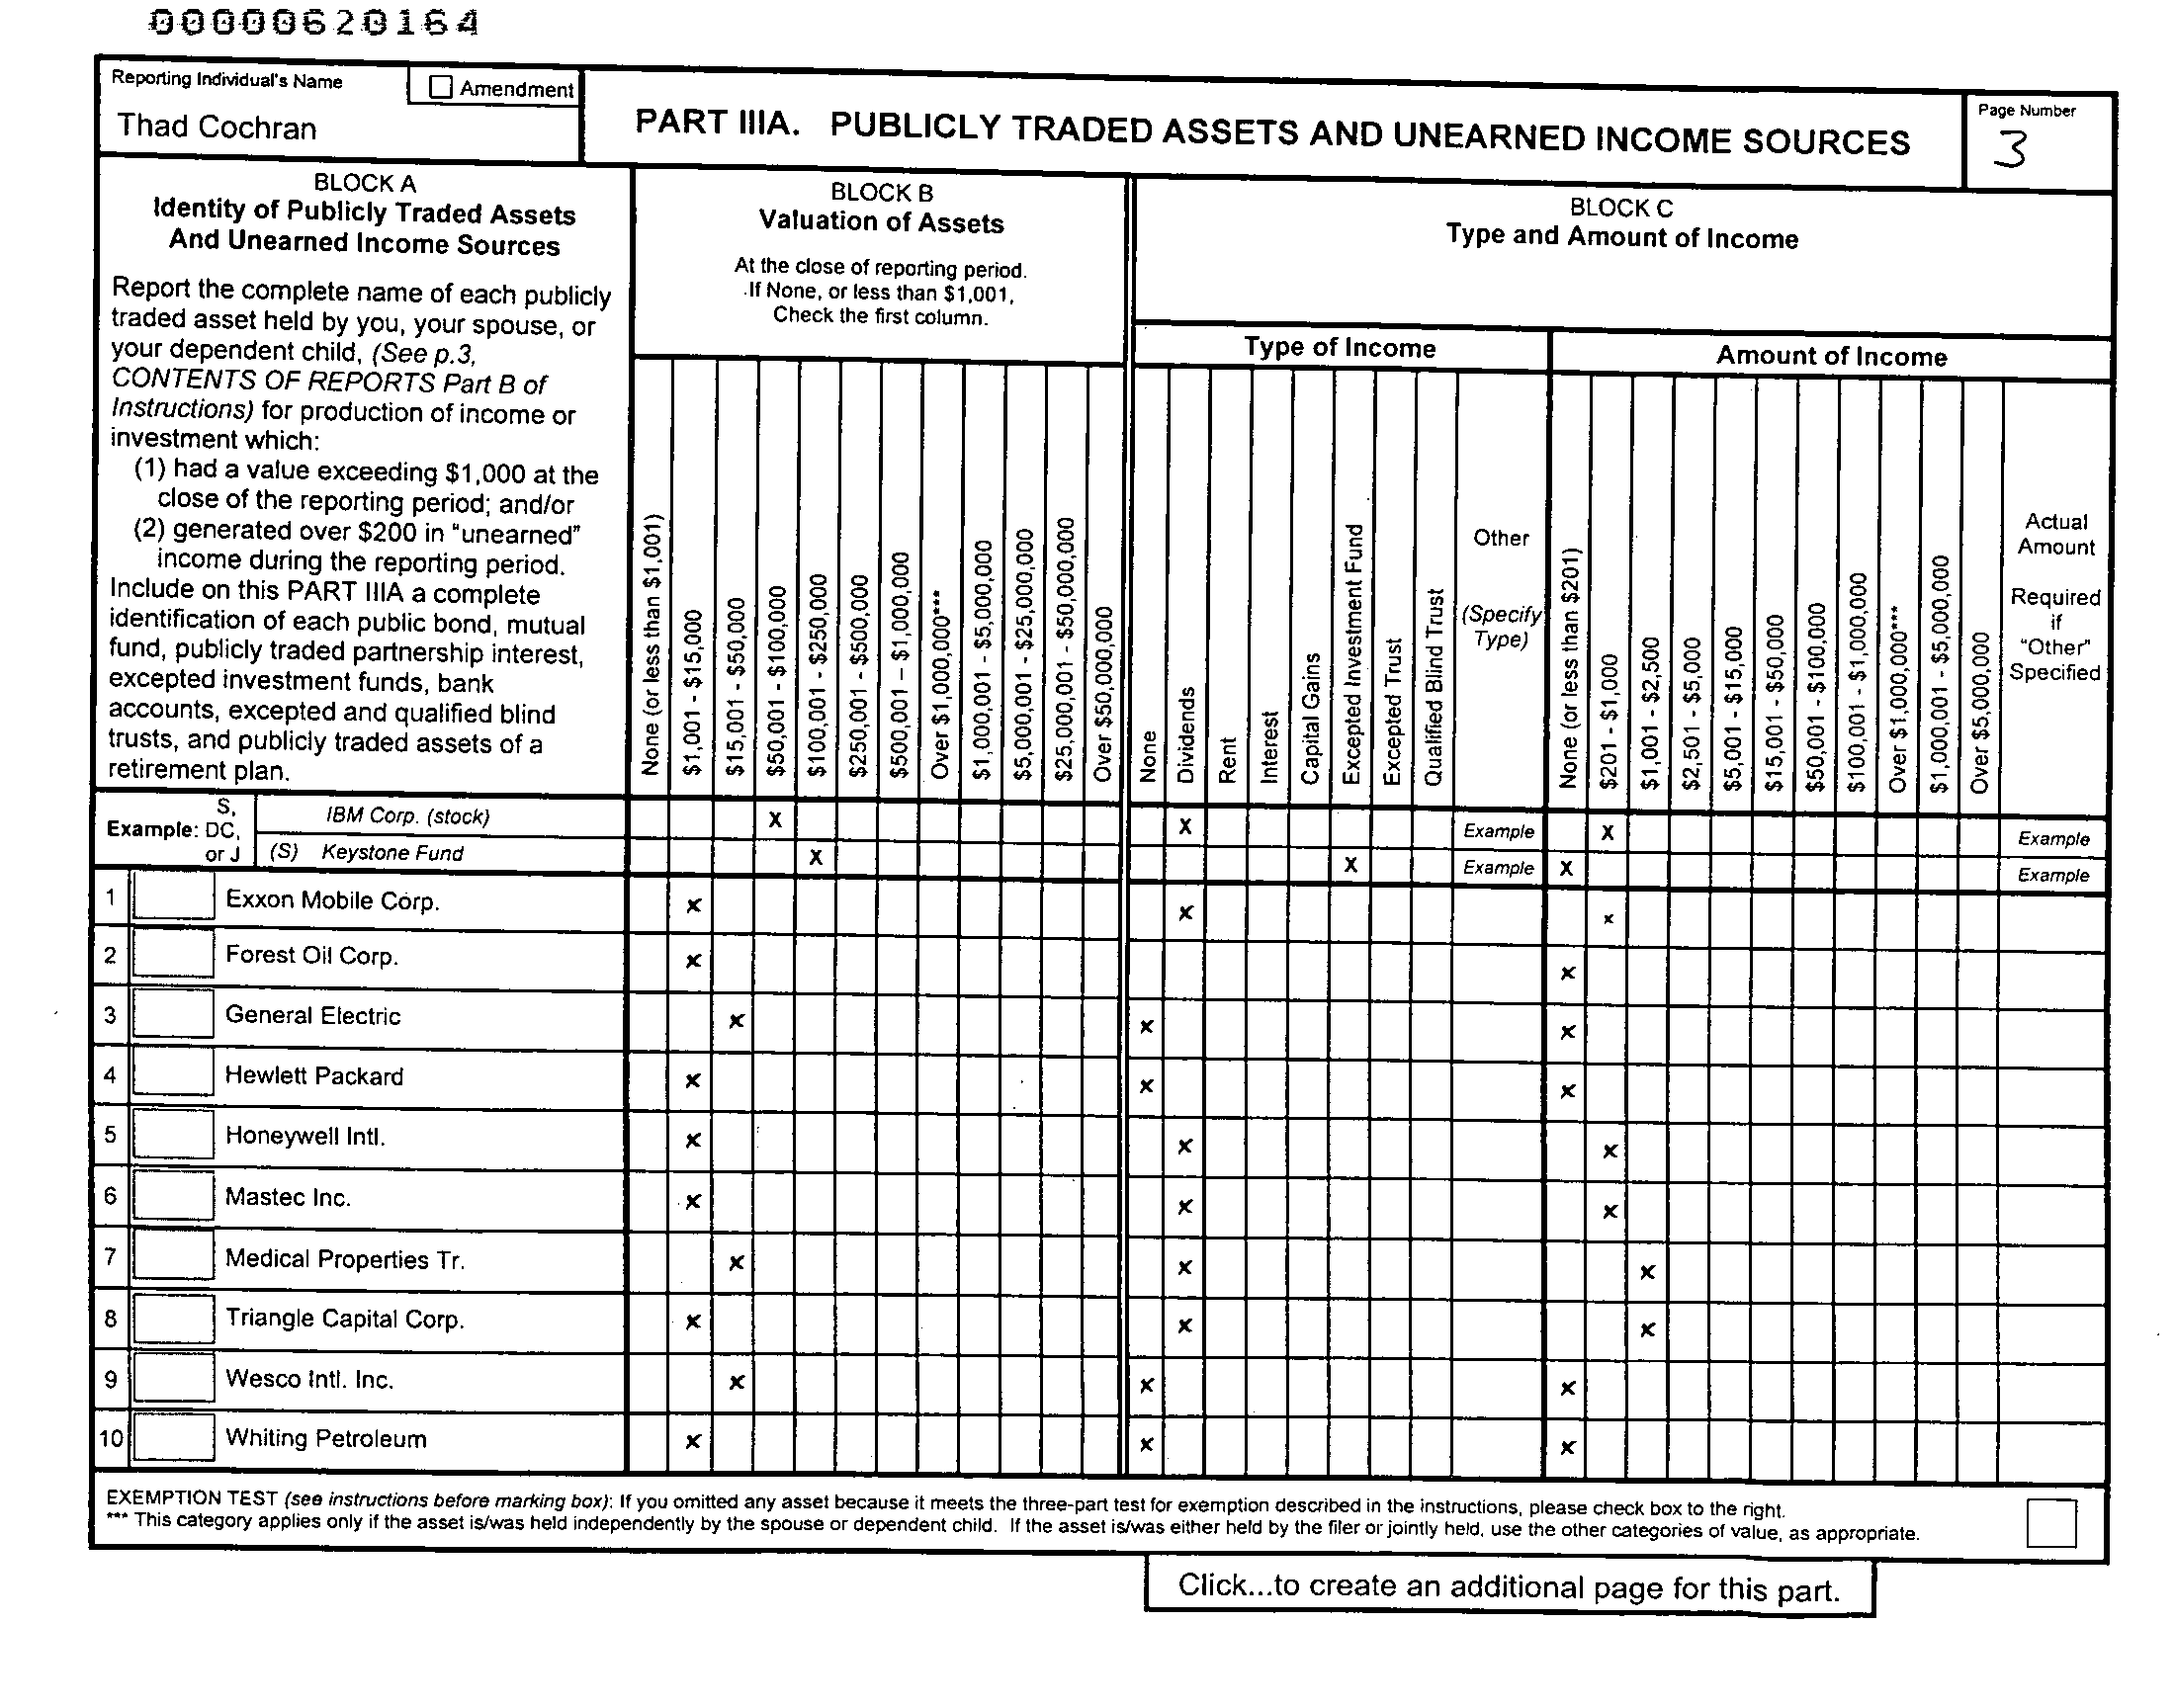 00000620164
Reporting Individual's Name
Amendment
Thad Cochran
PART IIIA. PUBLICLY TRADED ASSETS AND UNEARNED INCOME SOURCES
Page Number
3
BLOCK A
Identity of Publicly Traded Assets
And Unearned Income Sources
Report the complete name of each publicly
traded asset held by you, your spouse, or
your dependent child, (See p.3,
CONTENTS OF REPORTS Part B of
Instructions) for production of income or
investment which:
(1) had a value exceeding $1,000 at the
close of the reporting period; and/or
(2) generated over $200 in "unearned"
income during the reporting period.
Include on this PART IIIA a complete
identification of each public bond, mutual
fund, publicly traded partnership interest,
excepted investment funds, bank
accounts, excepted and qualified blind
trusts, and publicly traded assets of a
retirement plan.
BLOCK B
Valuation of Assets
At the close of reporting period.
If None, or less than $1,001,
Check the first column.
None (or less than $1,001)
$1,001 - $15,000
$15,001 - $50,000
$50,001 - $100,000
$100,001 - $250,000
$250,001 - $500,000
$500,001 – $1,000,000
Over $1,000,000***
$1,000,001 - $5,000,000
$5,000,001 - $25,000,000
$25,000,001 - $50,000,000
Over $50,000,000
BLOCK C
Type and Amount of Income
Type of Income
None
Dividends
Rent
Interest
Capital Gains
Excepted Investment Fund
Excepted Trust
Qualified Blind Trust
Other
(Specify
Type)
Amount of Income
None (or less than $201)
$201 - $1,000
$1,001 - $2,500
$2,501 - $5,000
$5,001 - $15,000
$15,001 - $50,000
$50,001 - $100,000
$100,001 - $1,000,000
Over $1,000,000***
$1,000,001 - $5,000,000
Over $5,000,000
Actual
Amount
Required
if
"Other"
Specified
Example: S, DC, or J
IBM Corp. (stock) X X Example X Example
(S) Keystone Fund X X Example X Example
1 Exxon Mobile Corp. x x x
2 Forest Oil Corp. x x
3 General Electric x x x
4 Hewlett Packard x x x
5 Honeywell Intl. x x x
6 Mastec Inc. x x x
7 Medical Properties Tr. x x x
8 Triangle Capital Corp. x x x
9 Wesco Intl. Inc. x x x
10 Whiting Petroleum x x x
EXEMPTION TEST (see instructions before marking box): If you omitted any asset because it meets the three-part test for exemption described in the instructions, please check box to the right.
*** This category applies only if the asset is/was held independently by the spouse or dependent child. If the asset is/was either held by the filer or jointly held, use the other categories of value, as appropriate.
Click...to create an additional page for this part.